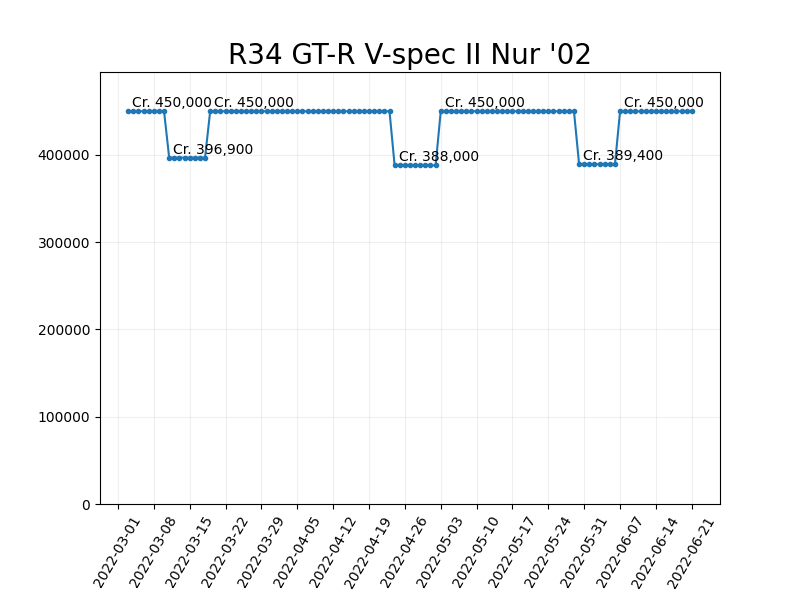 R34 GT-R V-spec II Nur '02
Cr. 450,000
Cr. 450,000
Cr. 450,000
Cr. 450,000
Cr. 396,900
Cr. 388,000
Cr. 389,400
400000
300000
200000
100000
0
2022-03-01
2022-03-08
2022-03-15
2022-03-22
2022-03-29
2022-04-05
2022-04-12
2022-04-19
2022-04-26
2022-05-03
2022-05-10
2022-05-17
2022-05-24
2022-05-31
2022-06-07
2022-06-14
2022-06-21